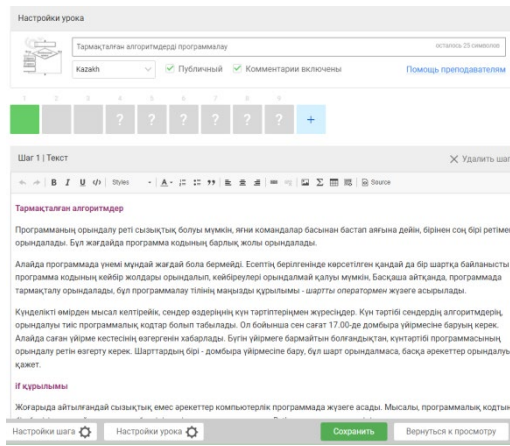 Настройки урока
Тармақталған алгоритмдерді программалау
осталось 25 символов
Kazakh
Публичный
Комментарии включены
Помощь преподавателям
1 2 3 4 5 6 7 8 9
? ? ? ? ? ? +
Шаг 1 | Текст
Удалить шаг
B I U </> Styles A Σ Source
Тармақталған алгоритмдер
Программаның орындалу реті сызықтық болуы мүмкін, яғни командалар басынан бастап аяғына дейін, бірінен соң бірі ретімен
орындалады. Бұл жағдайда программа кодының барлық жолы орындалады.
Алайда программада үнемі мұндай жағдай бола бермейді. Есептің берілгенінде көрсетілген қандай да бір шартқа байланысты
программа кодының кейбір жолдары орындалып, кейбіреулері орындалмай қалуы мүмкін, Басқаша айтқанда, программада
тармақталу орындалады, бұл программалау тілінің маңызды құрылымы - шартты оператормен жүзеге асырылады.
Күнделікті өмірден мысал келтірейік, сендер өздеріңнің күн тәртіптеріңмен жүресіңдер. Күн тәртібі сендердің алгоритмдерің,
орындалуы тиіс программалық кодтар болып табылады. Ол бойынша сен сағат 17.00-де домбыра үйірмесіне баруың керек.
Алайда саған үйірме кестесінің өзгергенін хабарлады. Бүгін үйірмеге бармайтын болғандықтан, күнтәртібі программасының
орындалу ретін өзгерту керек. Шарттардың бірі - домбыра үйірмесіне бару, бұл шарт орындалмаса, басқа әрекеттер орындалуы
қажет.
if құрылымы
Жоғарыда айтылғандай сызықтық емес әрекеттер компьютерлік программада жүзеге асады. Мысалы, программалық кодтың
Настройки шага
Настройки урока
Сохранить
Вернуться к просмотру